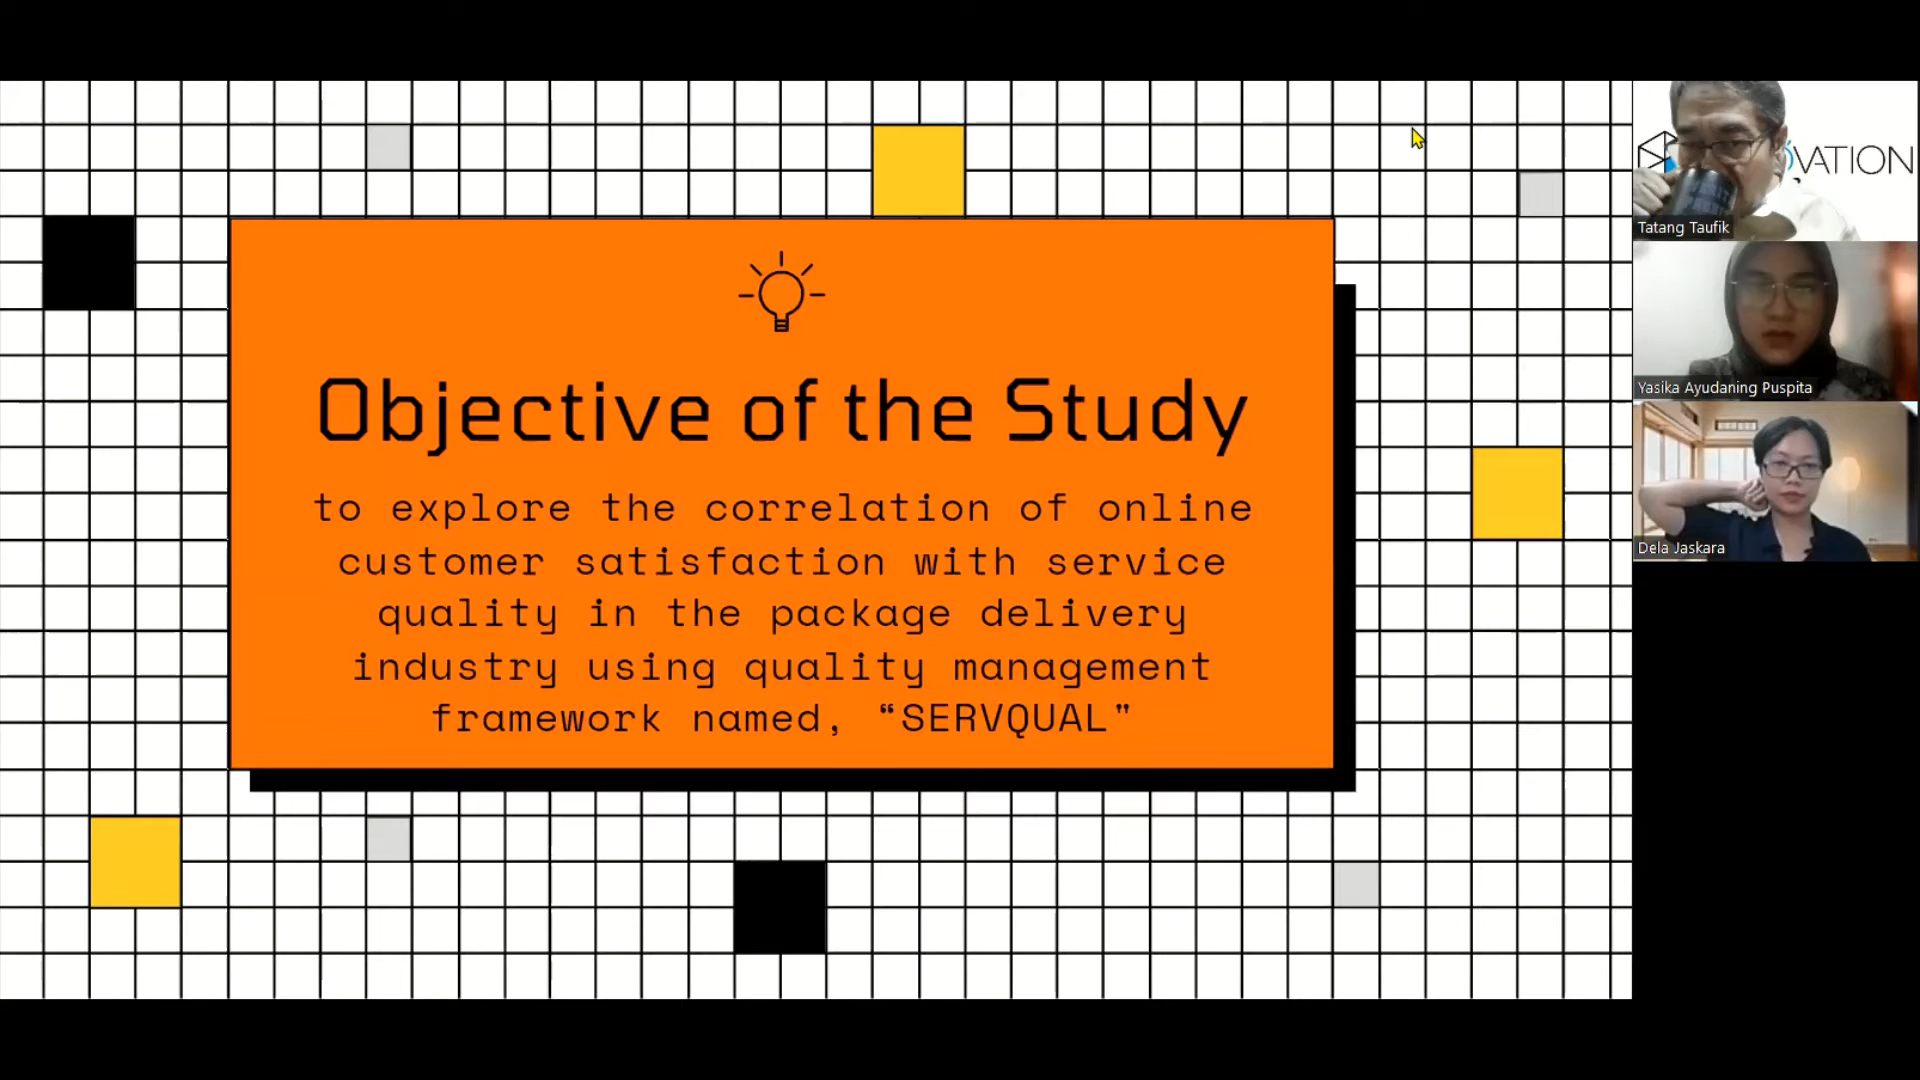 Objective of the Study
to explore the correlation of online
customer satisfaction with service
quality in the package delivery
industry using quality management
framework named, “SERVQUAL"
VATION
Tatang Taufik
Yasika Ayudaning Puspita
Dela Jaskara